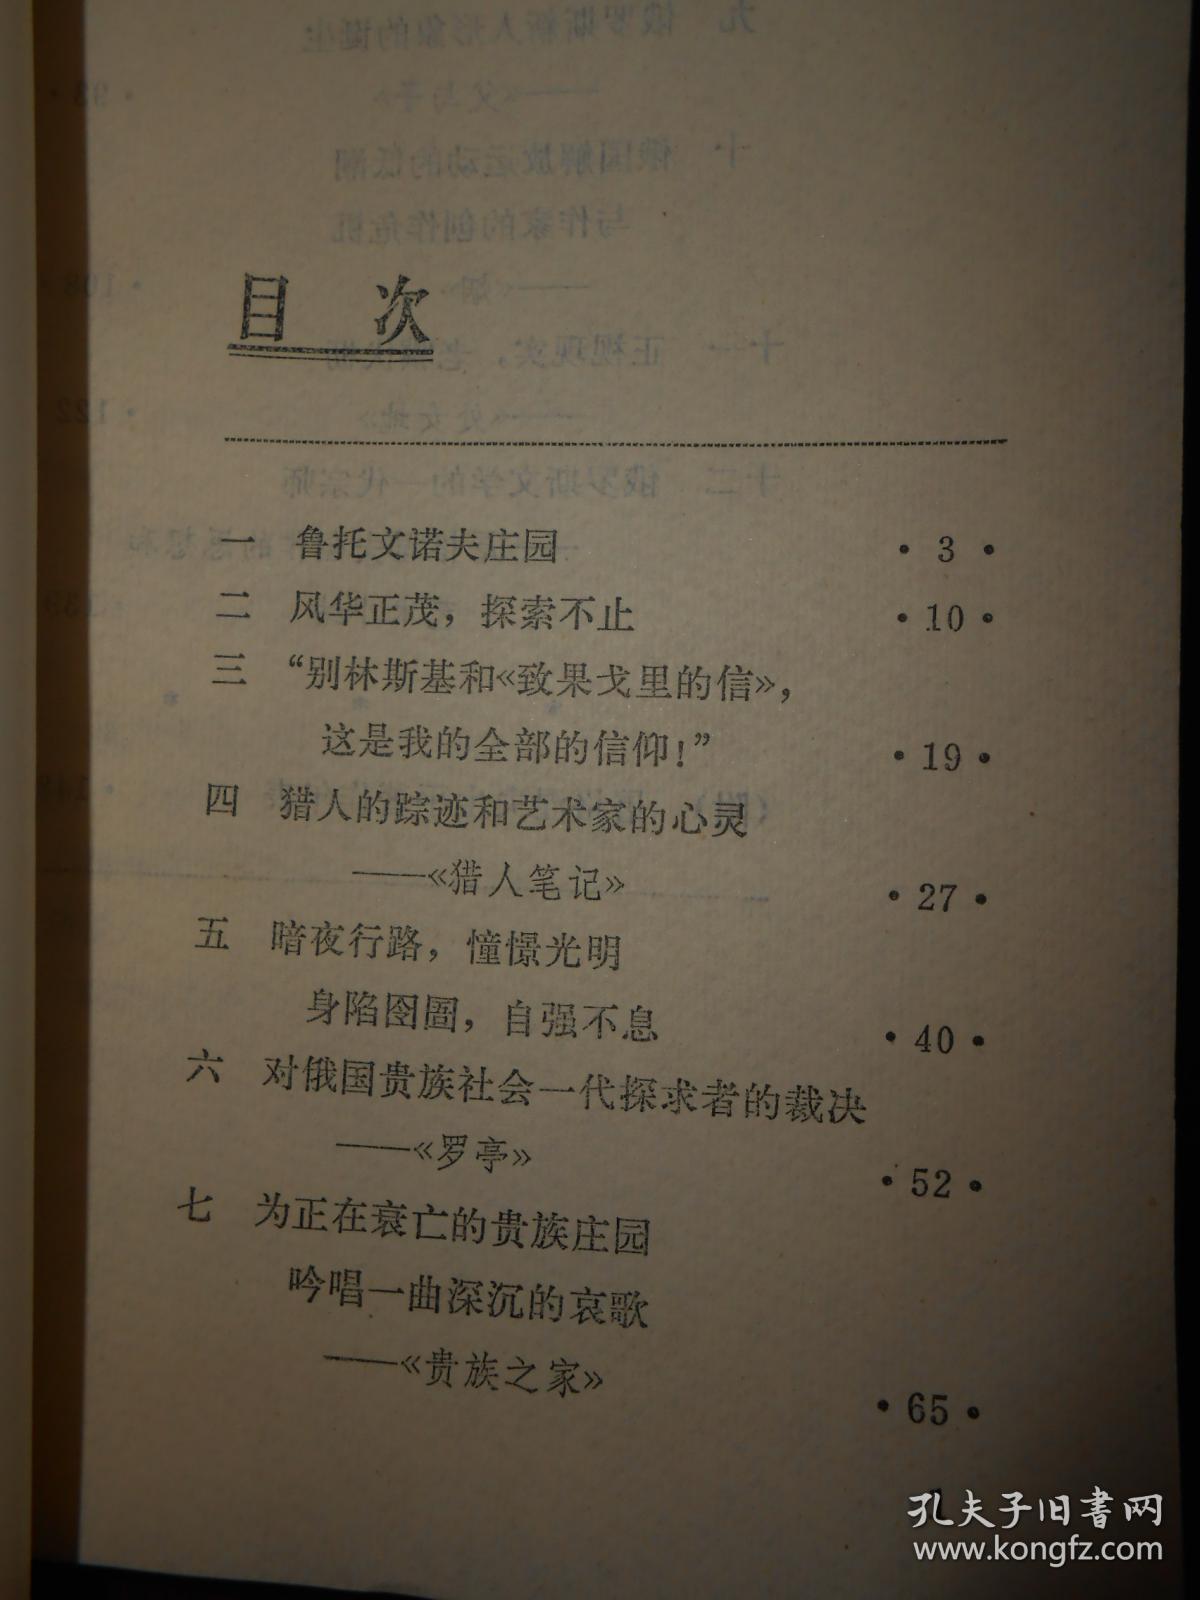 目 次
一 鲁托文诺夫庄园 ·3·
二 风华正茂，探索不止 ·10·
三 “别林斯基和《致果戈里的信》，
这是我的全部的信仰！” ·19·
四 猎人的踪迹和艺术家的心灵
——《猎人笔记》 ·27·
五 暗夜行路，憧憬光明
身陷囹圄，自强不息 ·40·
六 对俄国贵族社会一代探求者的裁决
——《罗亭》 ·52·
七 为正在衰亡的贵族庄园
吟唱一曲深沉的哀歌
——《贵族之家》 ·65·
1
孔夫子旧書网
www.kongfz.com